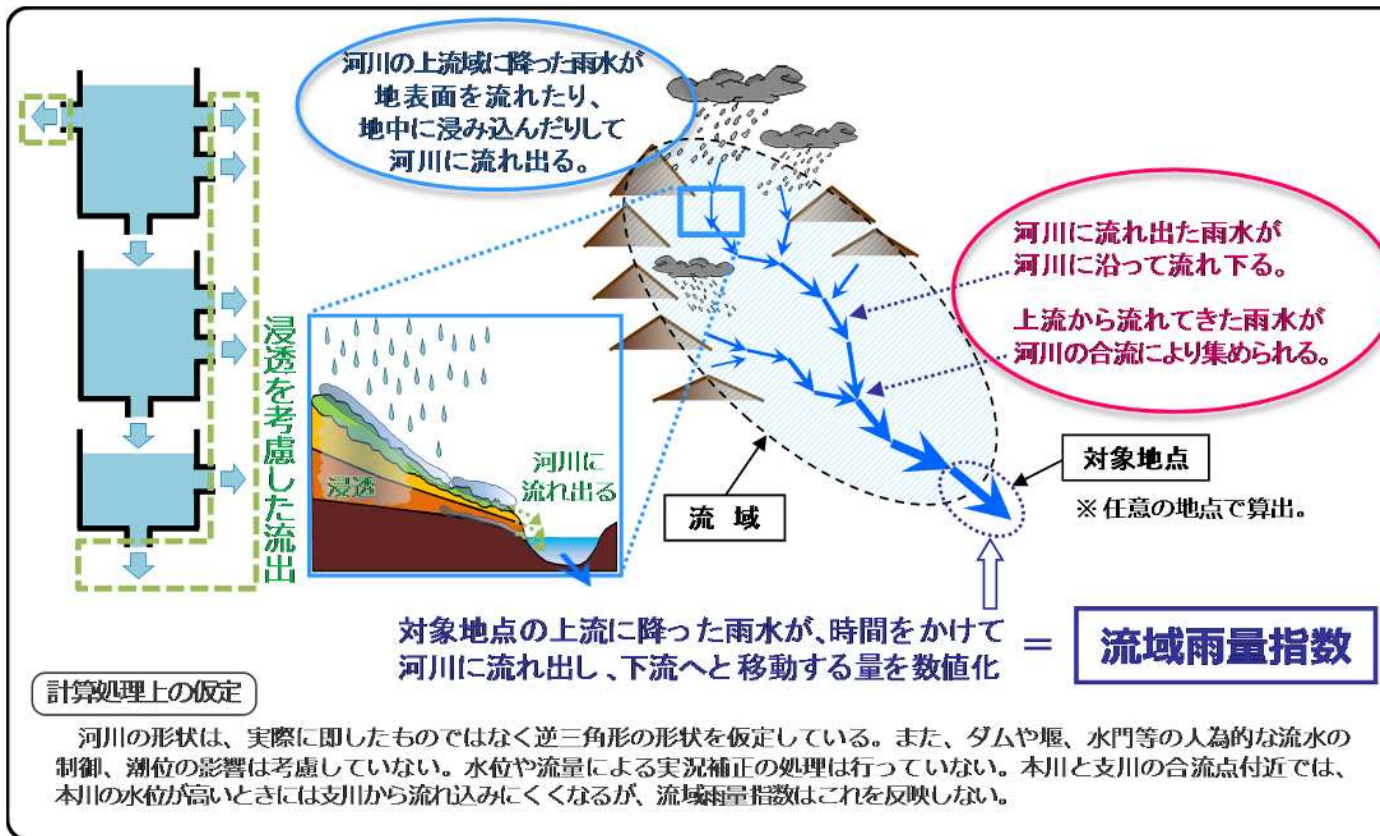 河川の上流域に降った雨水が
地表面を流れたり、
地中に浸み込んだりして
河川に流れ出る。
河川に流れ出た雨水が
河川に沿って流れ下る。
上流から流れてきた雨水が
河川の合流により集められる。
浸透を考慮した流出
浸透
河川に
流れ出る
流 域
対象地点
※任意の地点で算出。
対象地点の上流に降った雨水が、時間をかけて
河川に流れ出し、下流へと移動する量を数値化
＝
流域雨量指数
計算処理上の仮定
河川の形状は、実際に即したものではなく逆三角形の形状を仮定している。また、ダムや堰、水門等の人為的な流水の
制御、潮位の影響は考慮していない。水位や流量による実況補正の処理は行っていない。本川と支川の合流点付近では、
本川の水位が高いときには支川から流れ込みにくくなるが、流域雨量指数はこれを反映しない。